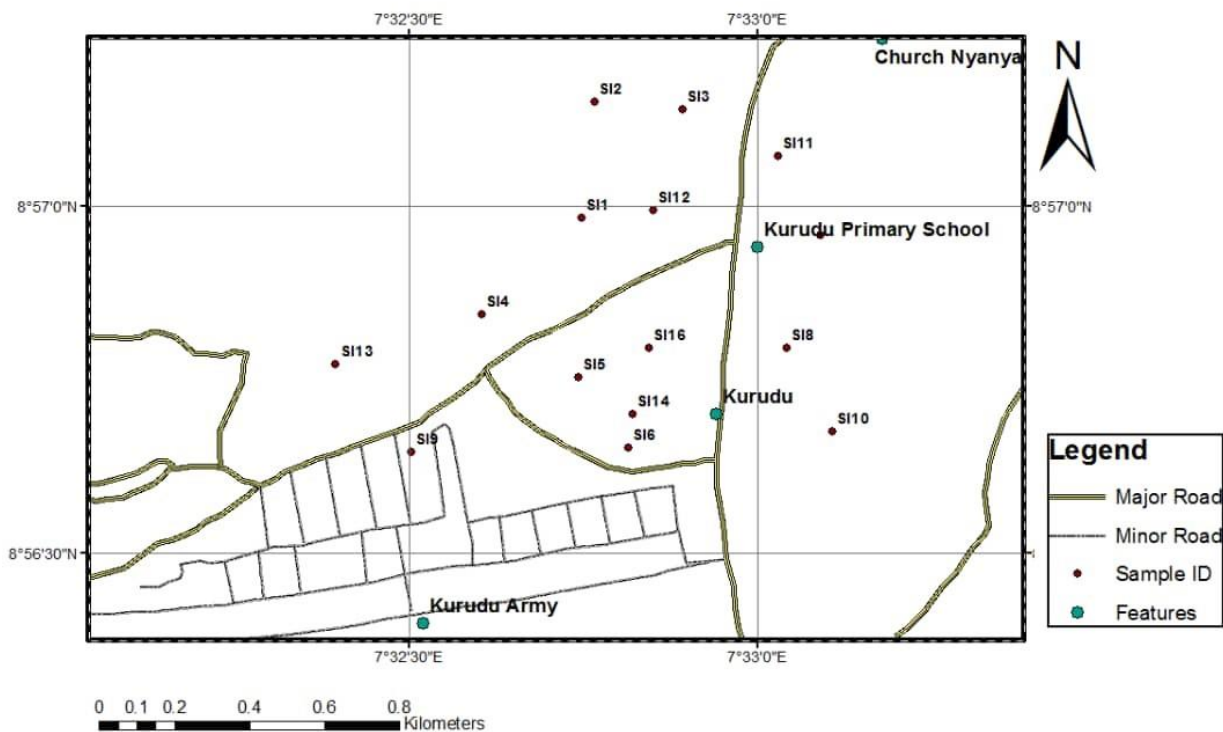 7°32'30"E
7°33'0"E
Church Nyanya
N
SI2
SI3
SI11
8°57'0"N
SI1
SI12
8°57'0"N
Kurudu Primary School
SI4
SI16
SI8
SI13
SI5
SI14
Kurudu
SI10
SI6
SI9
Legend
Major Road
Minor Road
Sample ID
Features
8°56'30"N
Kurudu Army
7°32'30"E
7°33'0"E
0 0.1 0.2 0.4 0.6 0.8
Kilometers